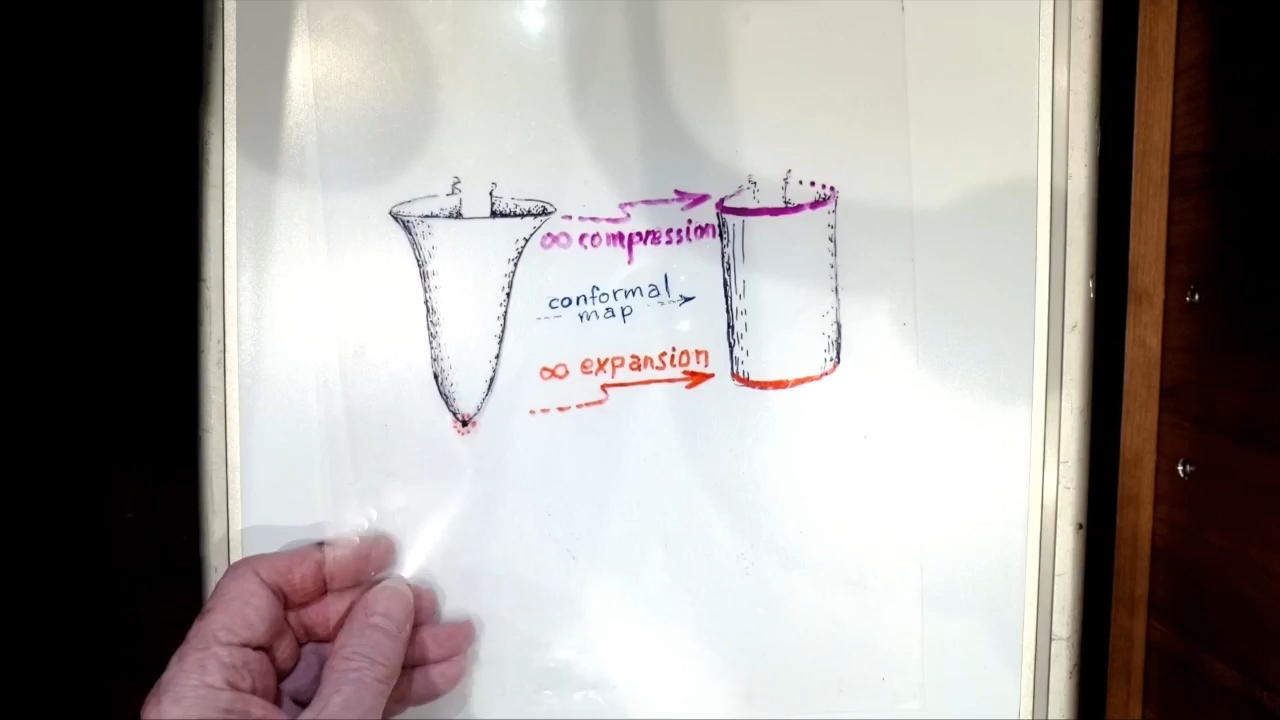 ∞ compression
conformal
map
∞ expansion